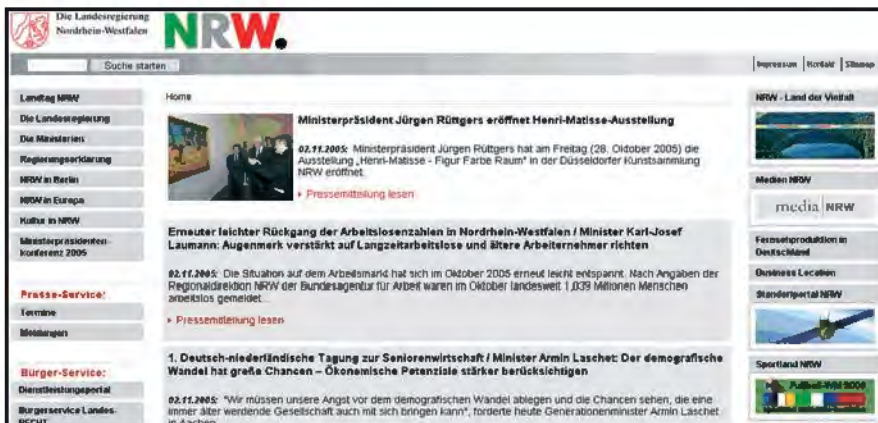 Die Landesregierung
Nordrhein-Westfalen
NRW.
Suche starten
Impressum | Kontakt | Sitemap
Landtag NRW
Die Landesregierung
Die Ministerien
Regierungserklärung
NRW in Berlin
NRW in Europa
Kultur in NRW
Ministerpräsidenten-
konferenz 2005
Presse-Service:
Termine
Meldungen
Bürger-Service:
Dienstleistungsportal
Bürgerservice Landes-
RECHT
Home
Ministerpräsident Jürgen Rüttgers eröffnet Henri-Matisse-Ausstellung
02.11.2005: Ministerpräsident Jürgen Rüttgers hat am Freitag (28. Oktober 2005) die
Ausstellung „Henri-Matisse - Figur Farbe Raum" in der Düsseldorfer Kunstsammlung
NRW eröffnet.
Pressemitteilung lesen
Erneuter leichter Rückgang der Arbeitslosenzahlen in Nordrhein-Westfalen / Minister Karl-Josef
Laumann: Augenmerk verstärkt auf Langzeitarbeitslose und ältere Arbeiternehmer richten
02.11.2005: Die Situation auf dem Arbeitsmarkt hat sich im Oktober 2005 erneut leicht entspannt. Nach Angaben der
Regionaldirektion NRW der Bundesagentur für Arbeit waren im Oktober landesweit 1,039 Millionen Menschen
arbeitslos gemeldet...
Pressemitteilung lesen
1. Deutsch-niederländische Tagung zur Seniorenwirtschaft / Minister Armin Laschet: Der demografische
Wandel hat große Chancen – Ökonomische Potenziale stärker berücksichtigen
02.11.2005: "Wir müssen unsere Angst vor dem demografischen Wandel ablegen und die Chancen sehen, die eine
immer älter werdende Gesellschaft auch mit sich bringen kann", forderte heute Generationenminister Armin Laschet
in Aachen.
NRW - Land der Vielfalt
Medien NRW
media NRW
Fernsehproduktion in
Deutschland
Business Location
Standortportal NRW
Sportland NRW
Fußball-WM 2006